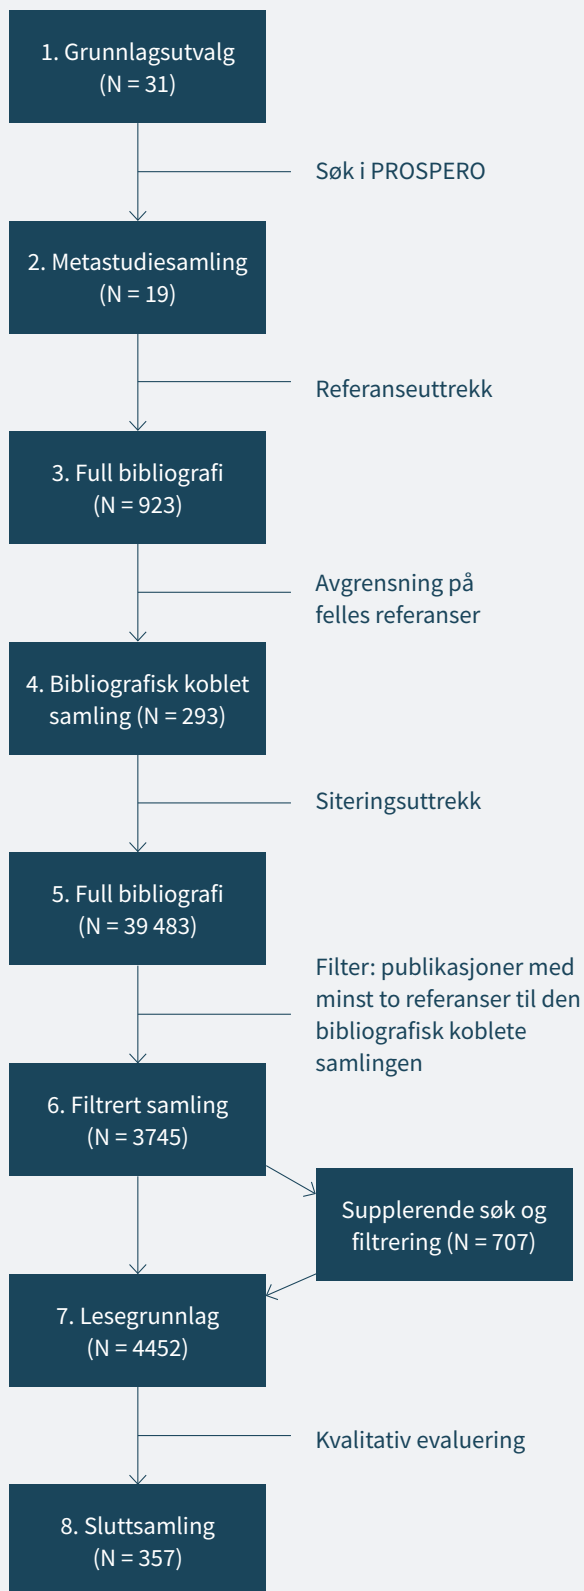 1. Grunnlagsutvalg
(N = 31)
Søk i PROSPERO
2. Metastudiesamling
(N = 19)
Referanseuttrekk
3. Full bibliografi
(N = 923)
Avgrensning på
felles referanser
4. Bibliografisk koblet
samling (N = 293)
Siteringsuttrekk
5. Full bibliografi
(N = 39 483)
Filter: publikasjoner med
minst to referanser til den
bibliografisk koblete
samlingen
6. Filtrert samling
(N = 3745)
Supplerende søk og
filtrering (N = 707)
7. Lesegrunnlag
(N = 4452)
Kvalitativ evaluering
8. Sluttsamling
(N = 357)